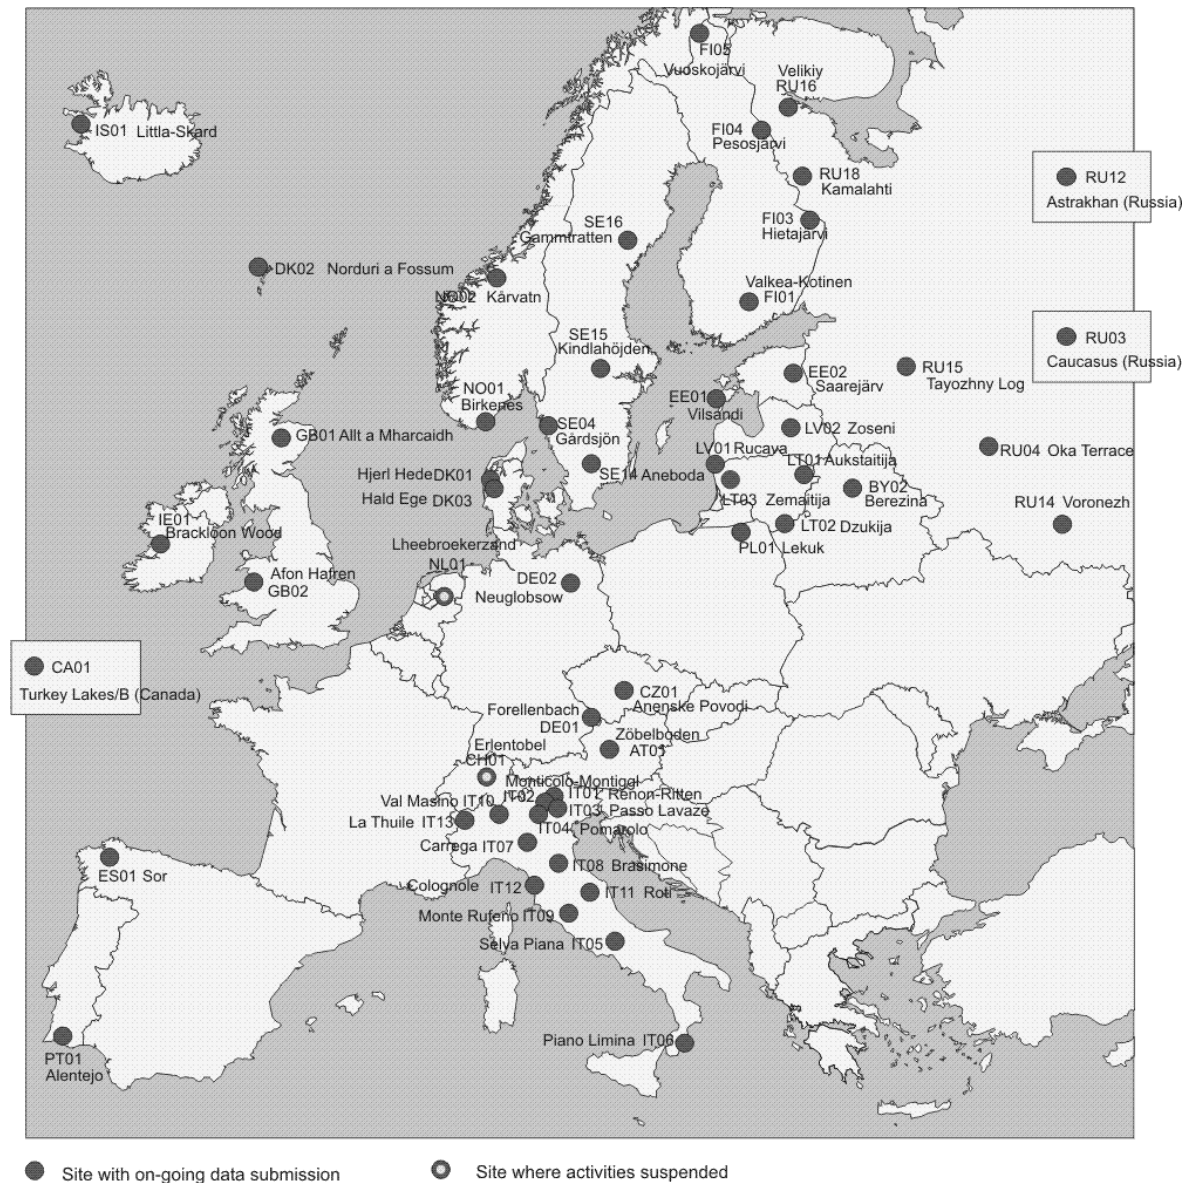 FI05
Vuoskojärvi
Velikiy
RU16
IS01 Littla-Skard
FI04
Pesosjärvi
RU18
Kamalahti
RU12
Astrakhan (Russia)
SE16
Gammtratten
FI03
Hietajärvi
DK02 Norduri a Fossum
NO02 Kårvatn
Valkea-Kotinen
FI01
SE15
Kindlahöjden
RU03
Caucasus (Russia)
EE02
Saarejärv
RU15
Tayozhny Log
NO01
Birkenes
EE01
Vilsandi
SE04
Gårdsjön
LV02 Zoseni
GB01 Allt a Mharcaidh
LV01 Rucava
RU04 Oka Terrace
Hjerl Hede DK01
SE14 Aneboda
LT01 Aukstaitija
Hald Ege DK03
LT03 Zemaitija
BY02
Berezina
RU14 Voronezh
IE01
Brackloon Wood
LT02 Dzukija
PL01 Lekuk
Lheebroekerzand
NL01
Afon Hafren
GB02
DE02
Neuglobsow
CA01
Turkey Lakes/B (Canada)
CZ01
Anenske Povodi
Forellenbach
DE01
Zöbelboden
AT01
Erlentobel
CH01
Monticolo-Montiggl
IT02
IT01 Renon-Ritten
Val Masino IT10
IT03 Passo Lavaze
La Thuile IT13
IT04 Pomarolo
Carrega IT07
IT08 Brasimone
ES01 Sor
Colognole IT12
IT11 Roti
Monte Rufeno IT09
Selva Piana IT05
Piano Limina IT06
PT01
Alentejo
Site with on-going data submission
Site where activities suspended